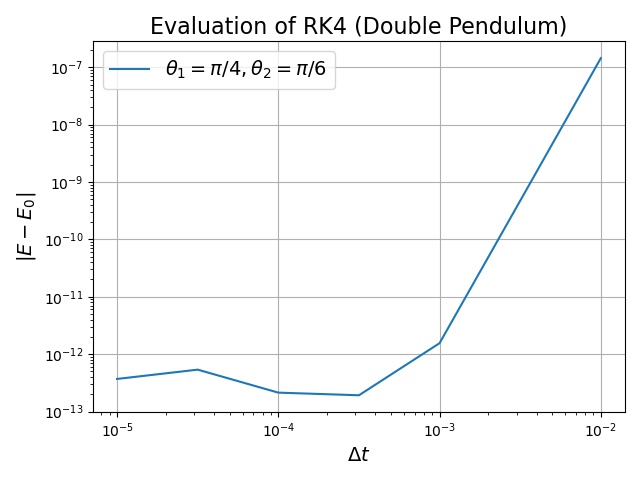 Evaluation of RK4 (Double Pendulum)
θ₁ = π/4, θ₂ = π/6
|E − E₀|
10⁻⁷
10⁻⁸
10⁻⁹
10⁻¹⁰
10⁻¹¹
10⁻¹²
10⁻¹³
10⁻⁵ 10⁻⁴ 10⁻³ 10⁻²
Δt